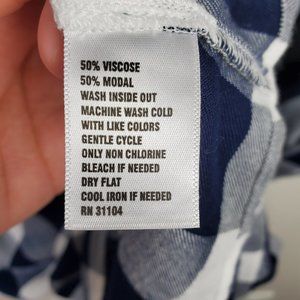 50% VISCOSE
50% MODAL
WASH INSIDE OUT
MACHINE WASH COLD
WITH LIKE COLORS
GENTLE CYCLE
ONLY NON CHLORINE
BLEACH IF NEEDED
DRY FLAT
COOL IRON IF NEEDED
RN 31104